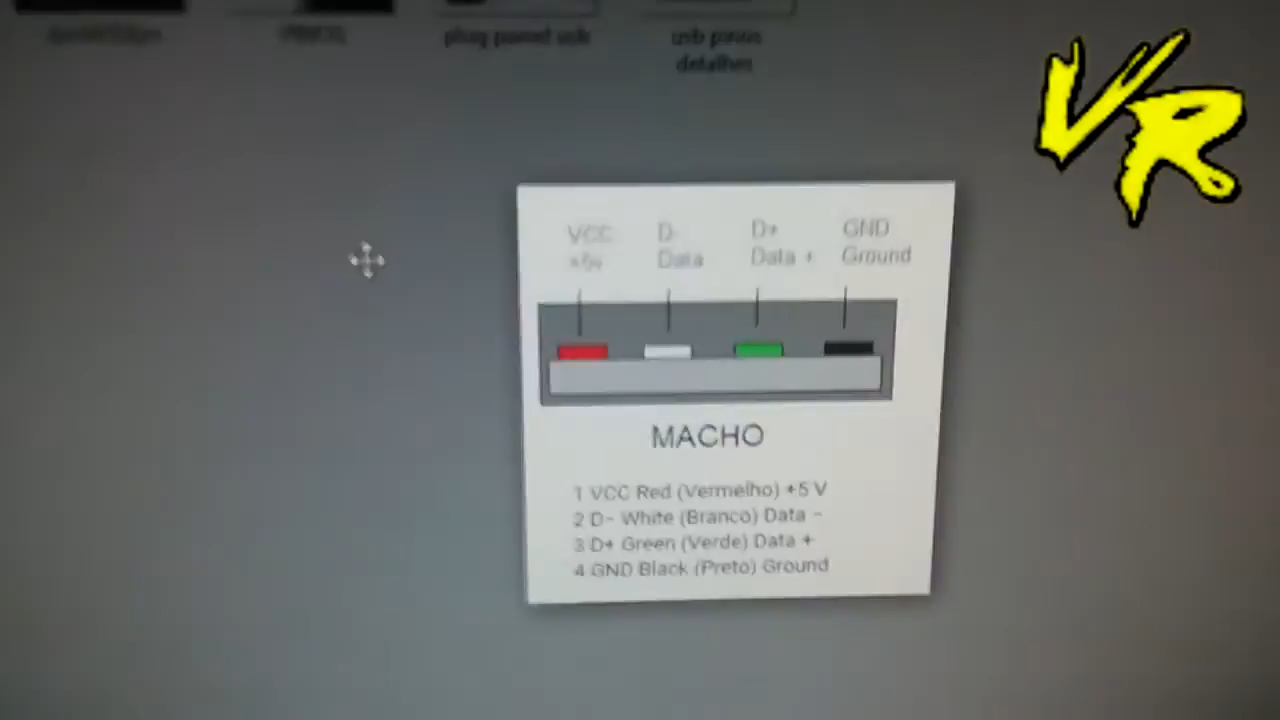 plug painel usb
usb pinos
detalhes
VR
VCC
+5v
D-
Data
D+
Data +
GND
Ground
MACHO
1 VCC Red (Vermelho) +5 V
2 D- White (Branco) Data -
3 D+ Green (Verde) Data +
4 GND Black (Preto) Ground